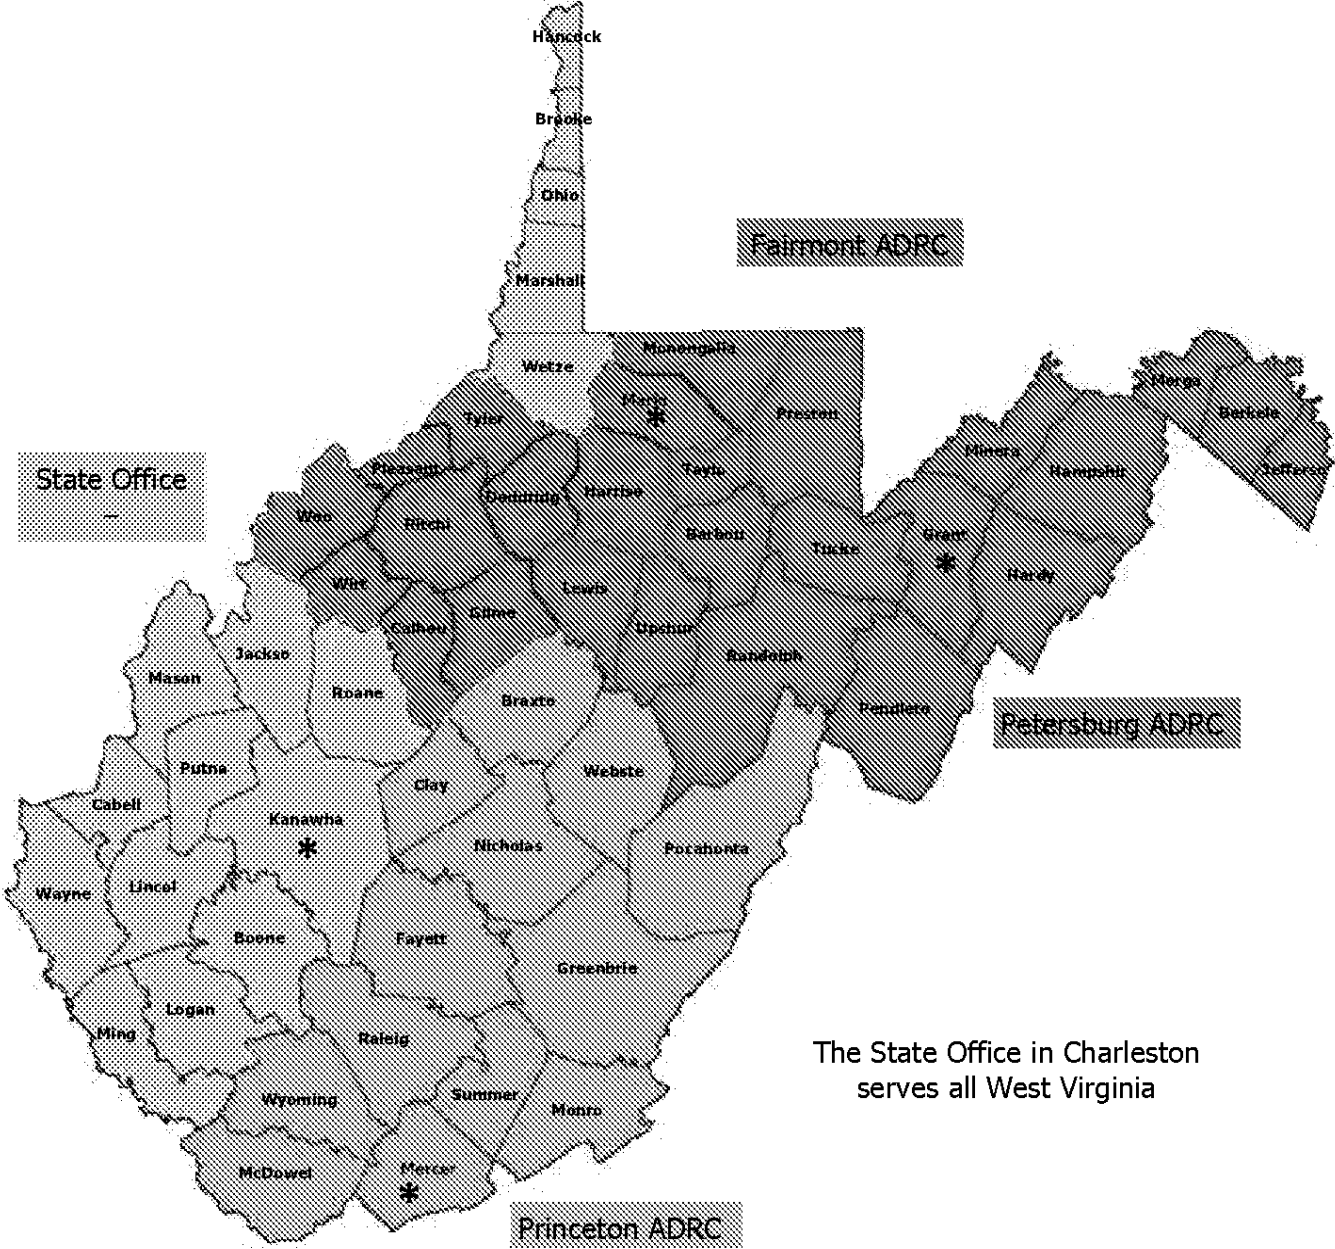 Hancock
Brooke
Ohio
Fairmont ADRC
Marshall
Monongalia
Wetze
Morga
Mario
Preston
Berkele
Tyler
Minera
Pleasant
Taylo
Hampshir
Jefferso
State Office
–
Doddridg
Harriso
Woo
Ritchi
Barbou
Grant
Tucke
Wirt
Lewis
Hardy
Gilme
Calhou
Upshur
Jackso
Randolph
Mason
Roane
Braxto
Pendleto
Petersburg ADRC
Putna
Webste
Clay
Cabell
Kanawha
Nicholas
Pocahonta
Lincol
Wayne
Boone
Fayett
Greenbrie
Logan
Ming
Raleig
The State Office in Charleston
serves all West Virginia
Wyoming
Summer
Monro
McDowel
Mercer
Princeton ADRC